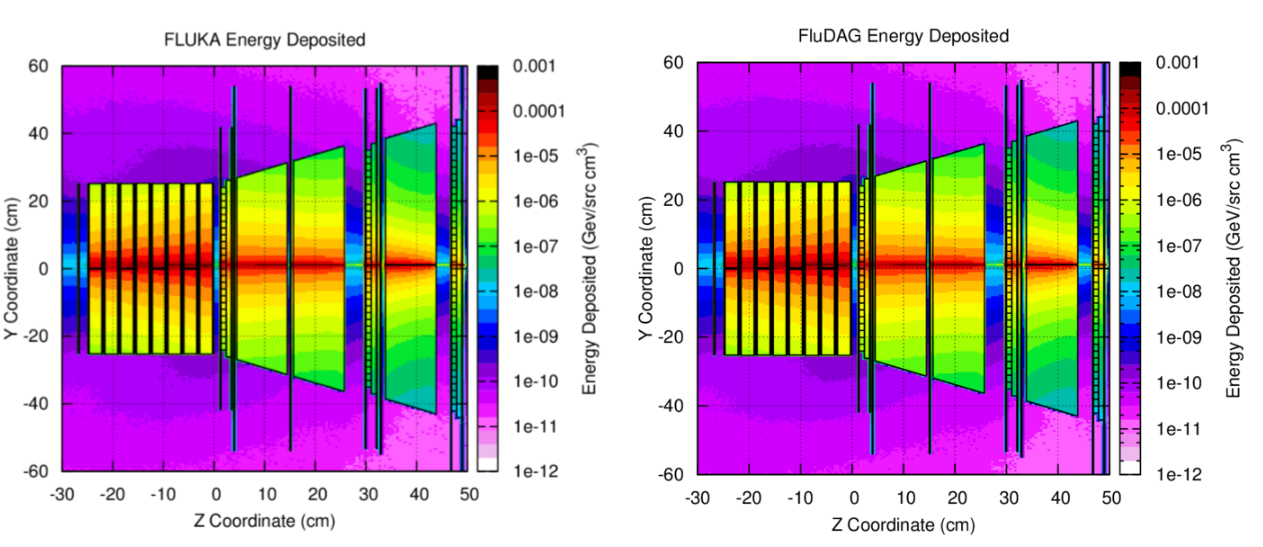 FLUKA Energy Deposited
60
40
20
0
-20
-40
-60
-30 -20 -10 0 10 20 30 40 50
Y Coordinate (cm)
Z Coordinate (cm)
0.001
0.0001
1e-05
1e-06
1e-07
1e-08
1e-09
1e-10
1e-11
1e-12
Energy Deposited (Gev/src cm³)
FluDAG Energy Deposited
60
40
20
0
-20
-40
-60
-30 -20 -10 0 10 20 30 40 50
Y Coordinate (cm)
Z Coordinate (cm)
0.001
0.0001
1e-05
1e-06
1e-07
1e-08
1e-09
1e-10
1e-11
1e-12
Energy Deposited (GeV/src cm³)